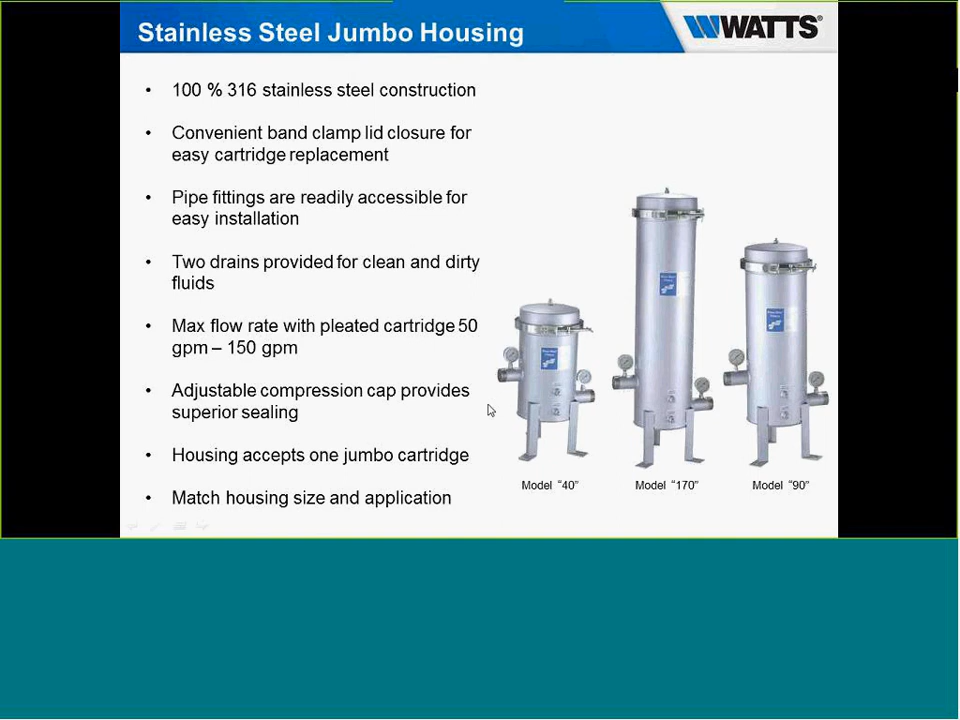 Stainless Steel Jumbo Housing
WATTS®
• 100 % 316 stainless steel construction
• Convenient band clamp lid closure for
easy cartridge replacement
• Pipe fittings are readily accessible for
easy installation
• Two drains provided for clean and dirty
fluids
• Max flow rate with pleated cartridge 50
gpm – 150 gpm
• Adjustable compression cap provides
superior sealing
• Housing accepts one jumbo cartridge
• Match housing size and application
Model “40”
Model “170”
Model “90”